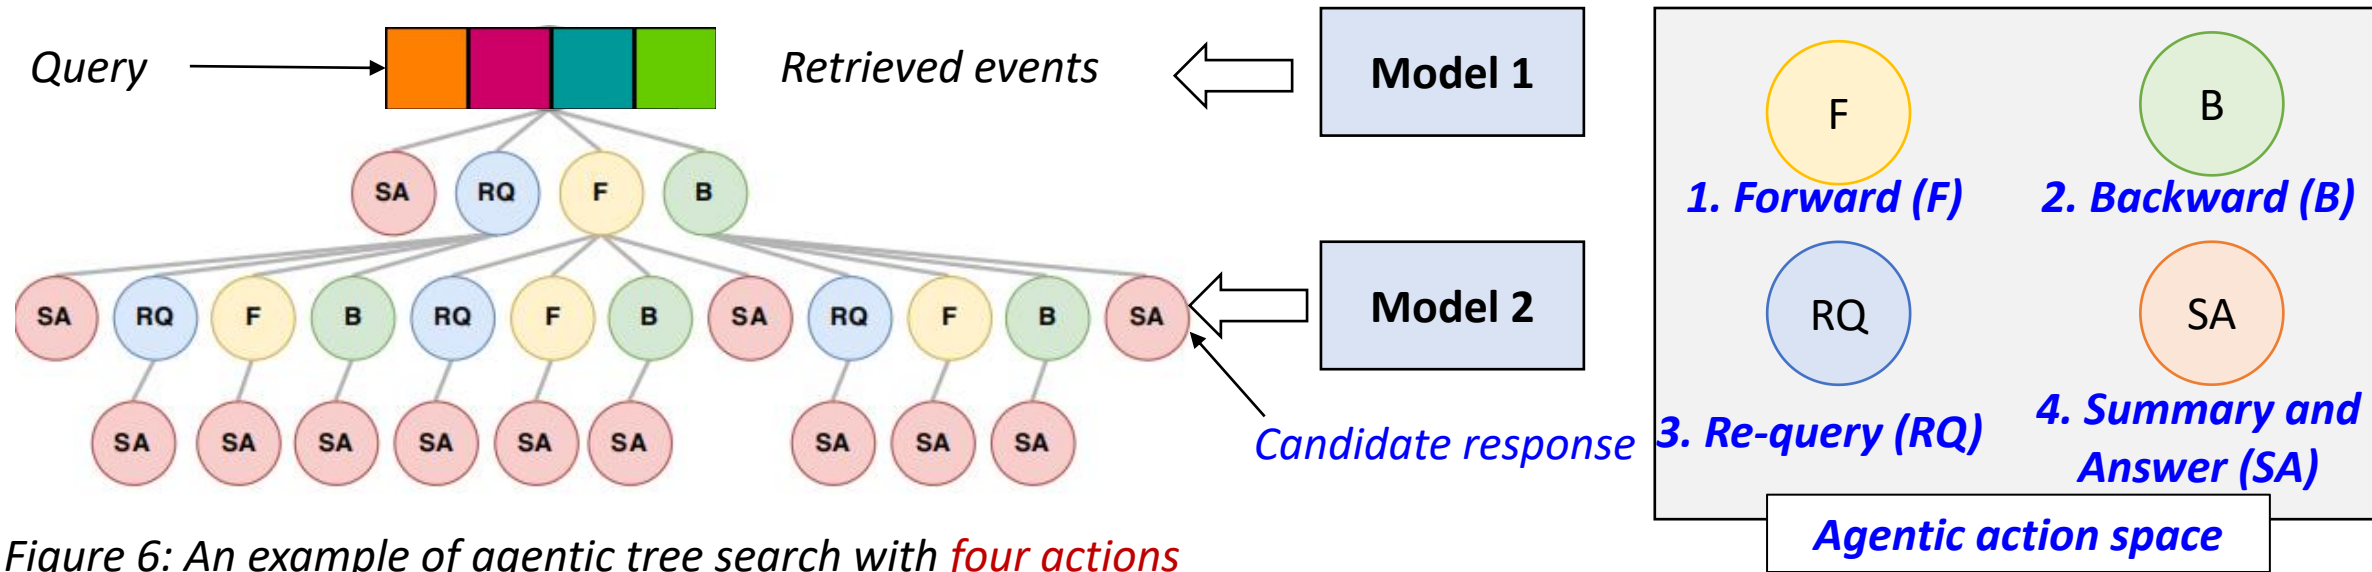 Query
Retrieved events
Model 1
SA RQ F B
SA RQ F B RQ F B SA RQ F B SA
Model 2
SA SA SA SA SA SA SA SA SA
Candidate response
F
B
1. Forward (F)
2. Backward (B)
RQ
SA
3. Re-query (RQ)
4. Summary and
Answer (SA)
Agentic action space
Figure 6: An example of agentic tree search with four actions